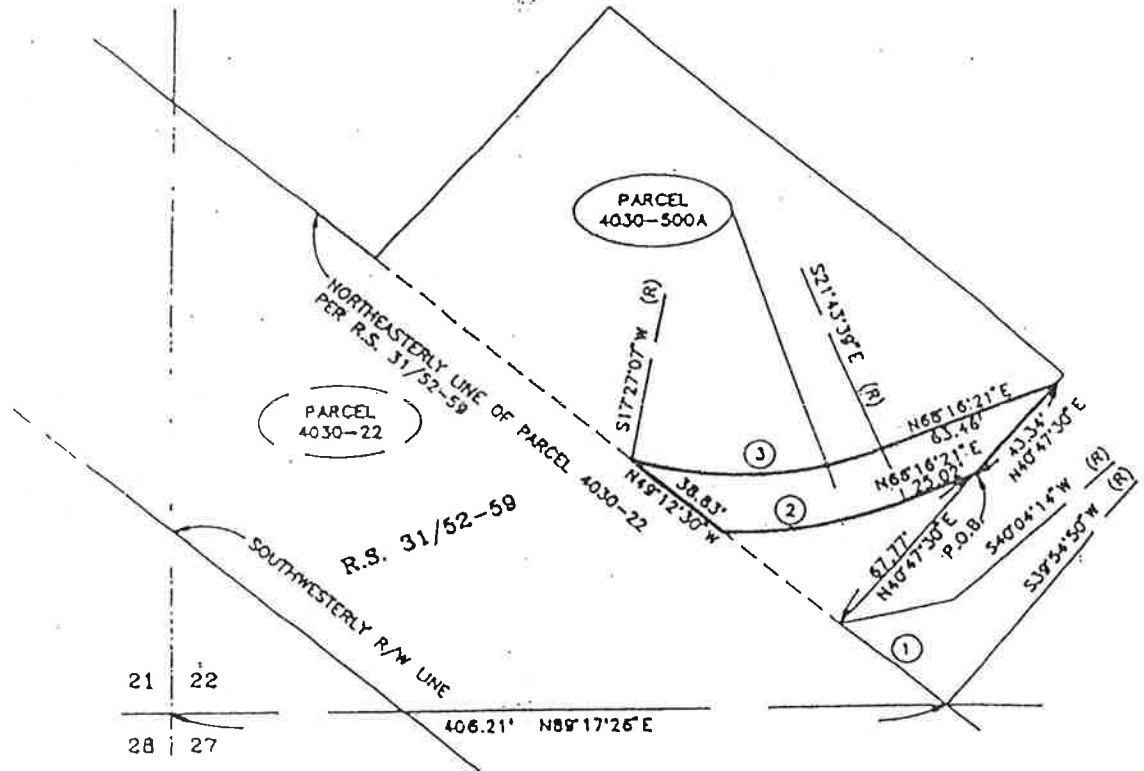 PARCEL
4030-500A
S17°27'07"W (R)
S21°43'39"E (R)
NORTHEASTERLY LINE OF PARCEL 4030-22
PER R.S. 31/52-59
PARCEL
4030-22
N68°16'21"E
63.46'
3
N68°16'21"E
25.02'
43.34'
N40°47'30"E
38.83'
N49°12'30"W
2
67.77'
N40°47'30"E
P.O.B.
S40°04'14"W (R)
S39°54'50"W (R)
R.S. 31/52-59
SOUTHWESTERLY R/W LINE
1
21 22
28 27
406.21' N89°17'26"E